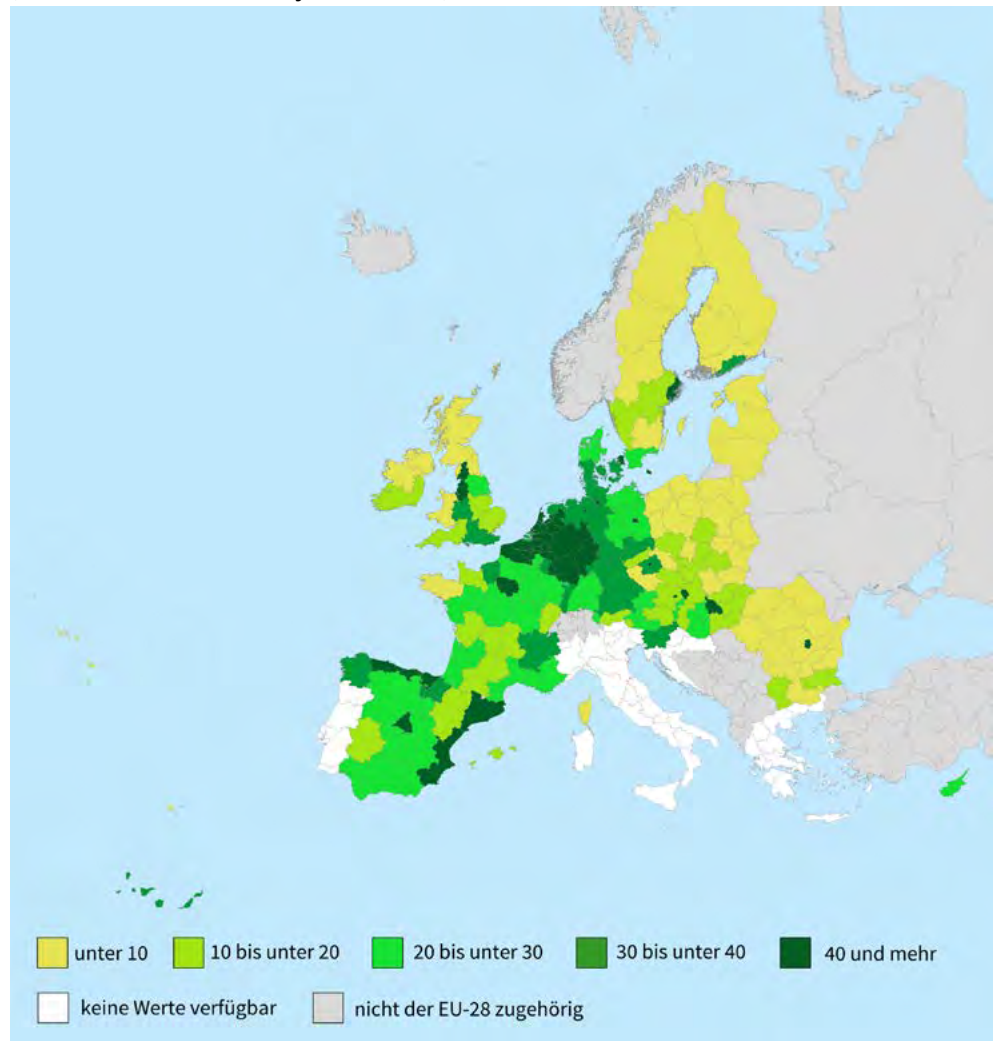 unter 10 10 bis unter 20 20 bis unter 30 30 bis unter 40 40 und mehr
keine Werte verfügbar nicht der EU-28 zugehörig